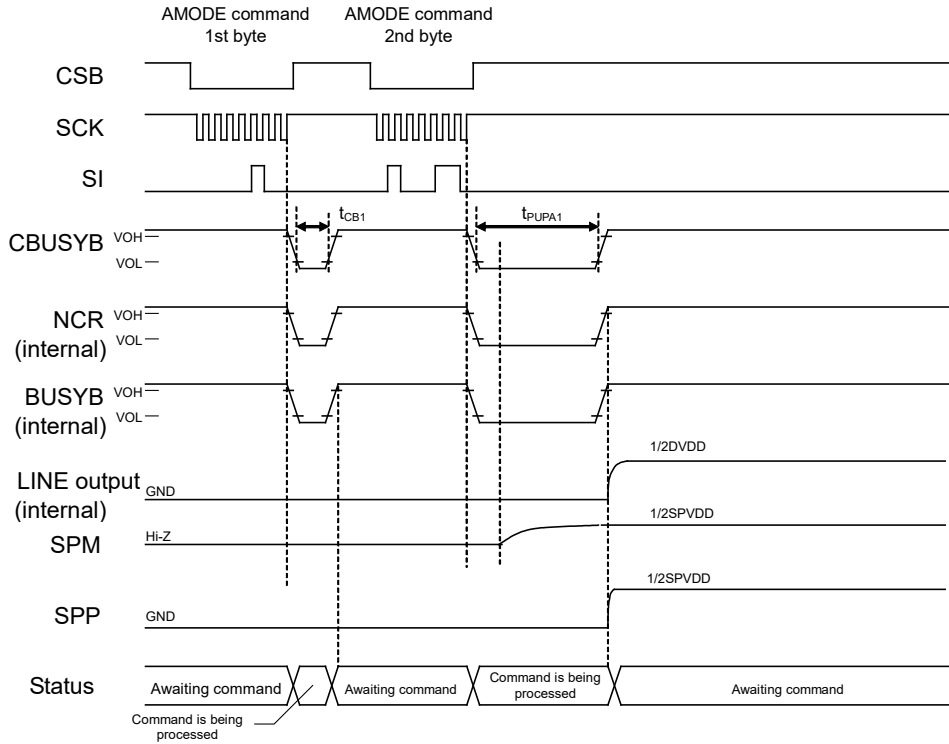 AMODE command
1st byte
AMODE command
2nd byte
CSB
SCK
SI
tCB1
tPUPA1
CBUSYB
VOH
VOL
NCR
(internal)
VOH
VOL
BUSYB
(internal)
VOH
VOL
LINE output
(internal)
GND
1/2DVDD
SPM
Hi-Z
1/2SPVDD
SPP
GND
1/2SPVDD
Status
Awaiting command
Awaiting command
Command is being
processed
Awaiting command
Command is being
processed